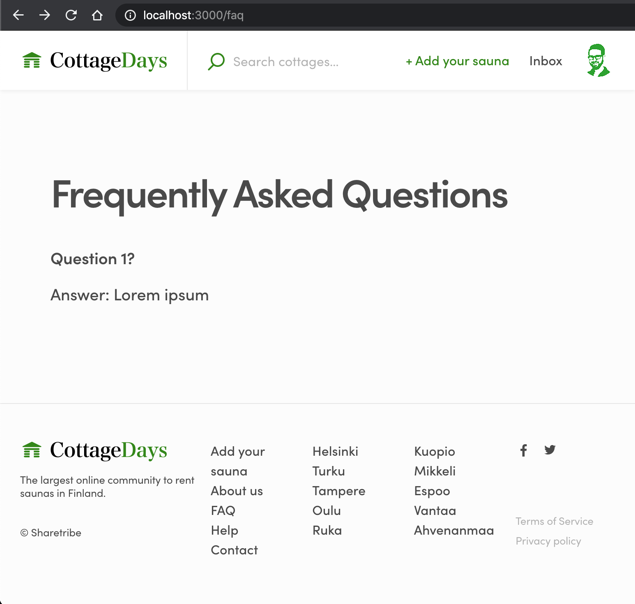 localhost:3000/faq
CottageDays
Search cottages...
+ Add your sauna
Inbox
Frequently Asked Questions
Question 1?
Answer: Lorem ipsum
CottageDays
The largest online community to rent
saunas in Finland.
© Sharetribe
Add your
sauna
About us
FAQ
Help
Contact
Helsinki
Turku
Tampere
Oulu
Ruka
Kuopio
Mikkeli
Espoo
Vantaa
Ahvenanmaa
Terms of Service
Privacy policy